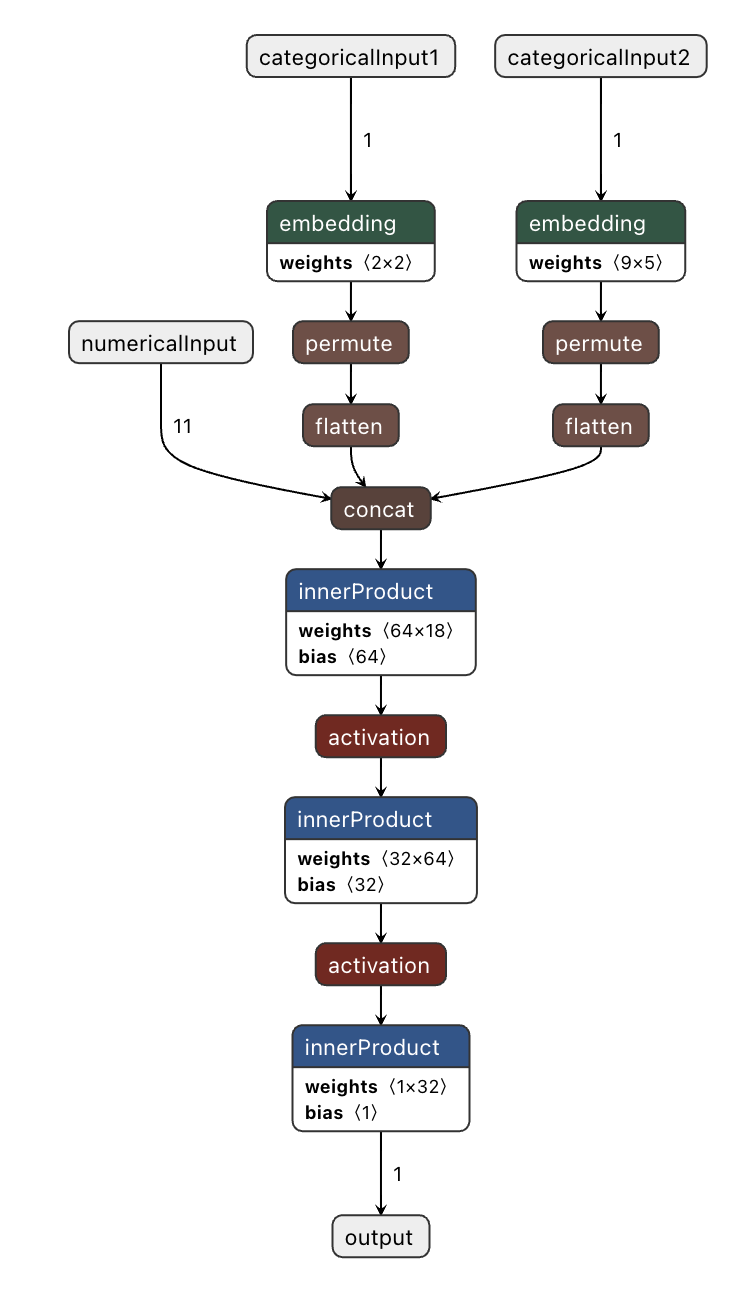 categoricalInput1
categoricalInput2
1
1
embedding
weights ⟨2×2⟩
embedding
weights ⟨9×5⟩
numericalInput
permute
permute
11
flatten
flatten
concat
innerProduct
weights ⟨64×18⟩
bias ⟨64⟩
activation
innerProduct
weights ⟨32×64⟩
bias ⟨32⟩
activation
innerProduct
weights ⟨1×32⟩
bias ⟨1⟩
1
output